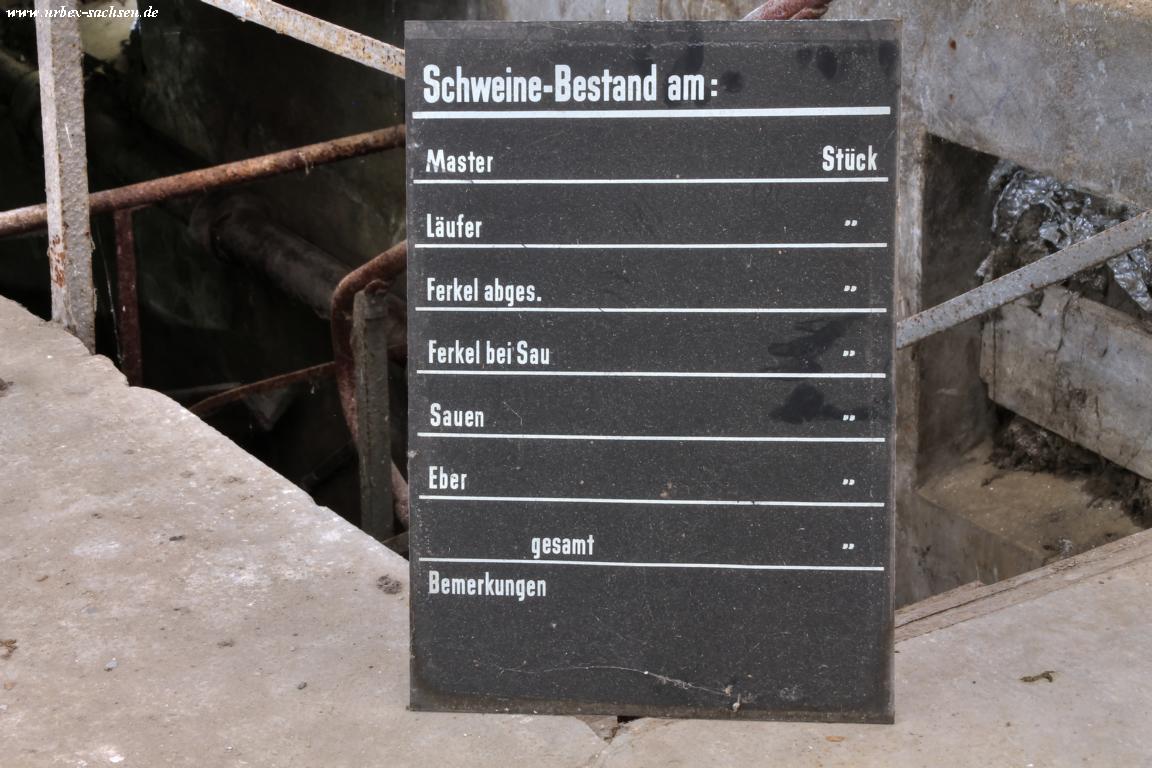 www.urbex-sachsen.de
Schweine-Bestand am:
Master Stück
Läufer "
Ferkel abges. "
Ferkel bei Sau "
Sauen "
Eber "
gesamt "
Bemerkungen